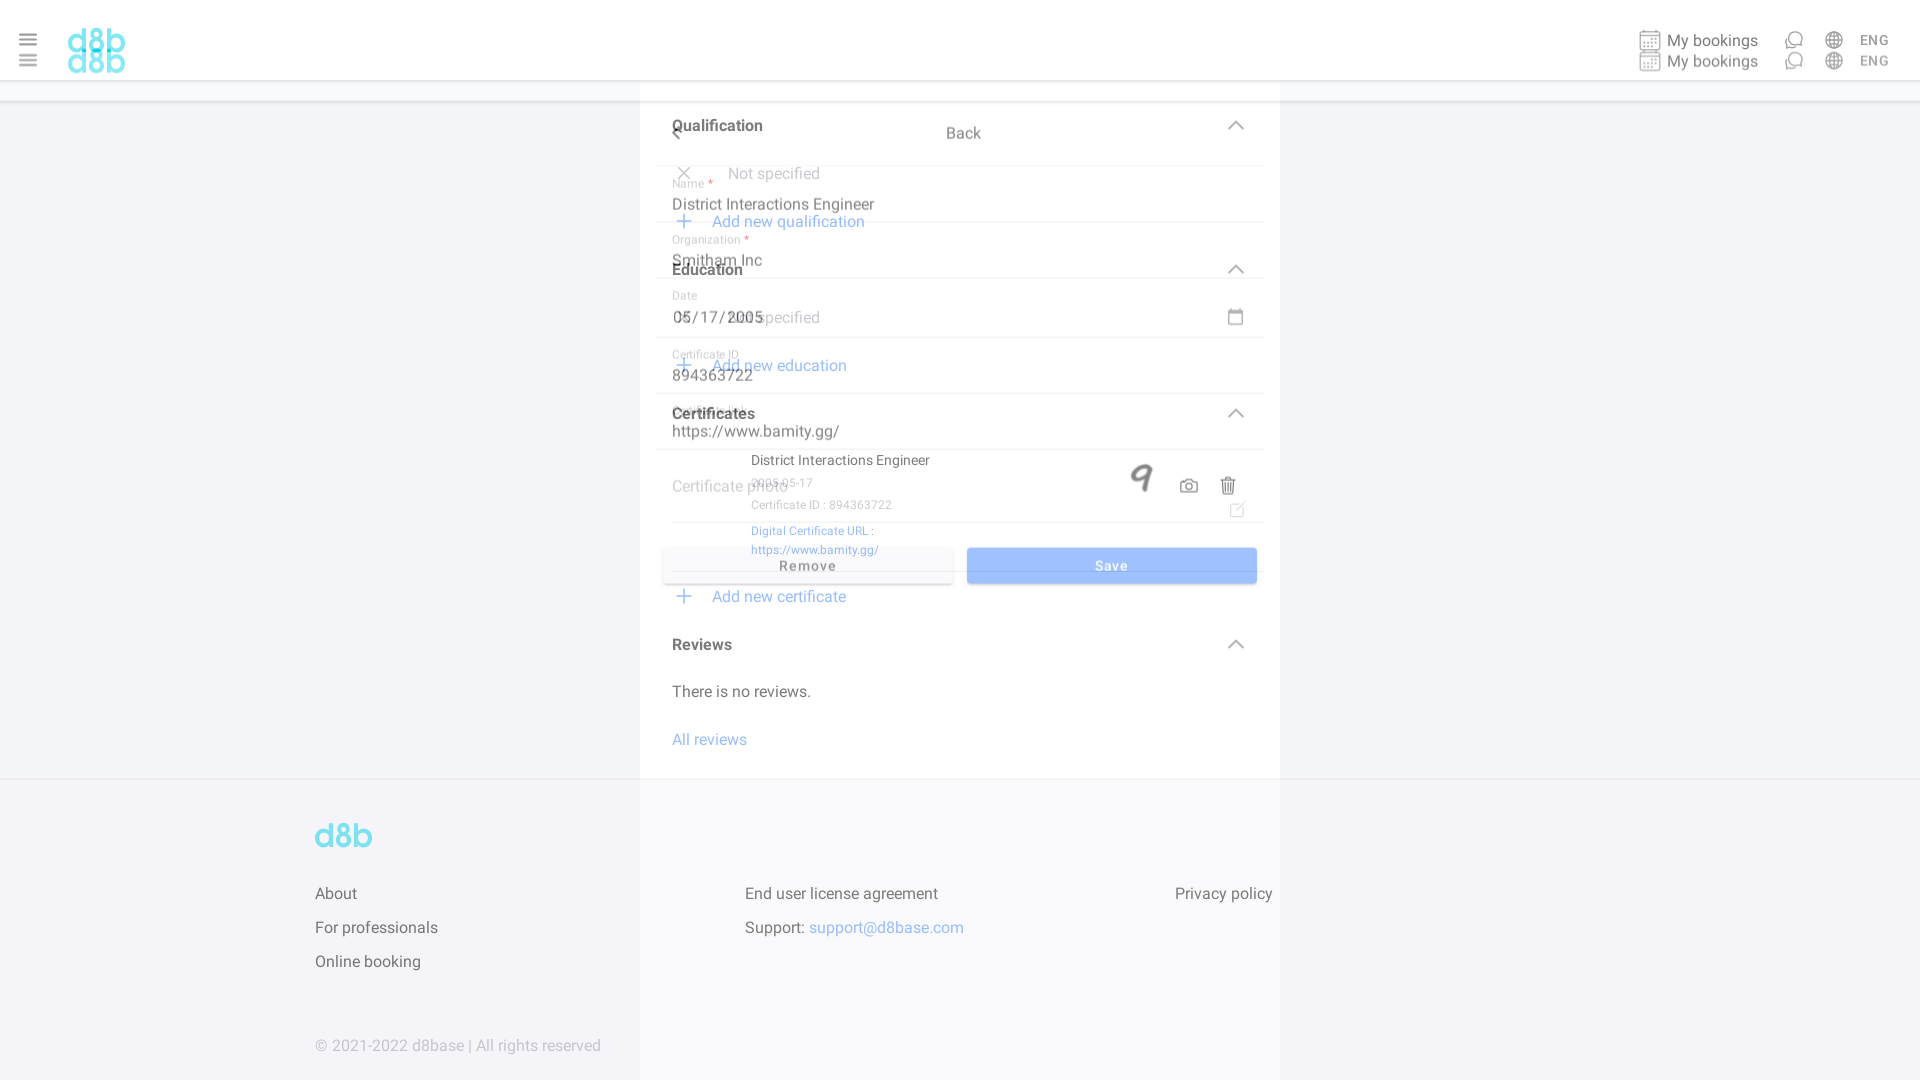 d8b
My bookings
ENG
d8b
My bookings
ENG
Qualification
Back
Not specified
Name *
District Interactions Engineer
Add new qualification
Organization *
Smitham Inc
Education
Date
05/17/2005
Not specified
Certificate ID
Add new education
894363722
Certificates
https://www.bamity.gg/
District Interactions Engineer
2005-05-17
Certificate photo
9
Certificate ID : 894363722
Digital Certificate URL :
https://www.bamity.gg/
Remove
Save
Add new certificate
Reviews
There is no reviews.
All reviews
d8b
About
End user license agreement
Privacy policy
For professionals
Support: support@d8base.com
Online booking
© 2021-2022 d8base | All rights reserved